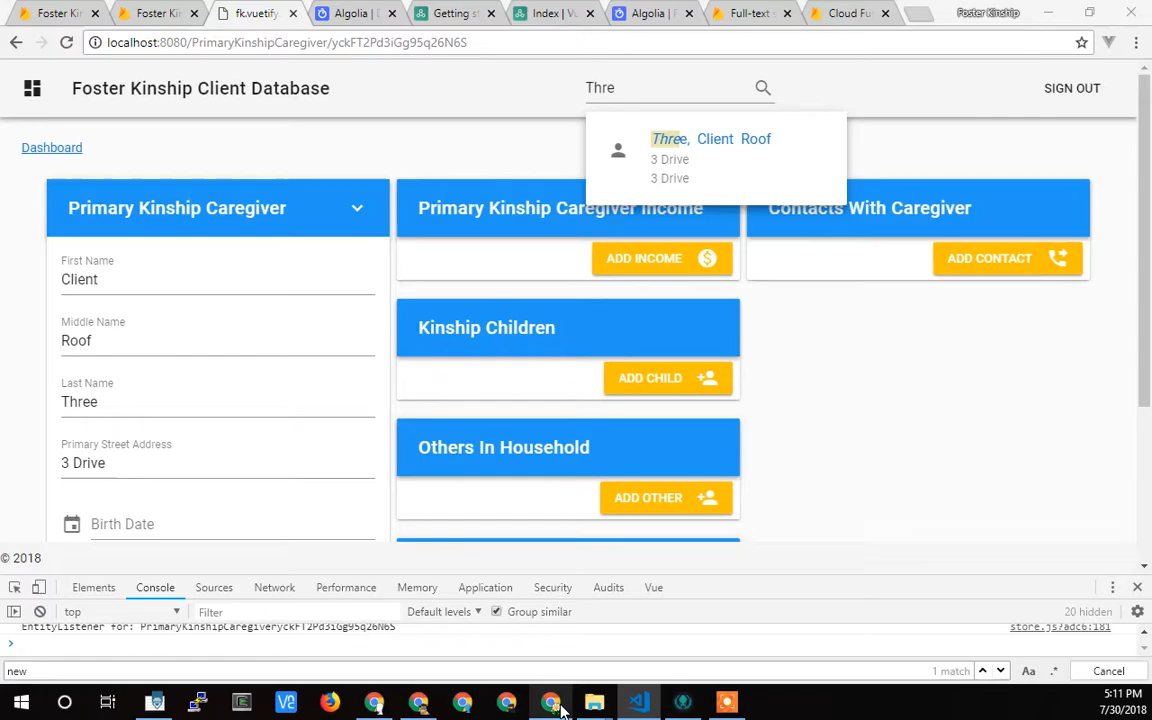 Foster Ki
Foster Kin
fk.vuetify
Algolia | D
Getting st
Index | Vu
Algolia | R
Full-text s
Cloud Fun
Foster Kinship
localhost:8080/PrimaryKinshipCaregiver/yckFT2Pd3iGg95q26N6S
Foster Kinship Client Database
Thre
SIGN OUT
Three, Client Roof
3 Drive
3 Drive
Dashboard
Primary Kinship Caregiver
Primary Kinship Caregiver Income
Contacts With Caregiver
ADD INCOME
ADD CONTACT
First Name
Client
Middle Name
Roof
Kinship Children
ADD CHILD
Last Name
Three
Primary Street Address
3 Drive
Others In Household
ADD OTHER
Birth Date
© 2018
Elements Console Sources Network Performance Memory Application Security Audits Vue
top Filter Default levels Group similar 20 hidden
EntityListener for: PrimaryKinshipCaregiveryckFT2Pd3iGg95q26N6S store.js?adc6:181
>
new 1 match Aa .* Cancel
5:11 PM
7/30/2018